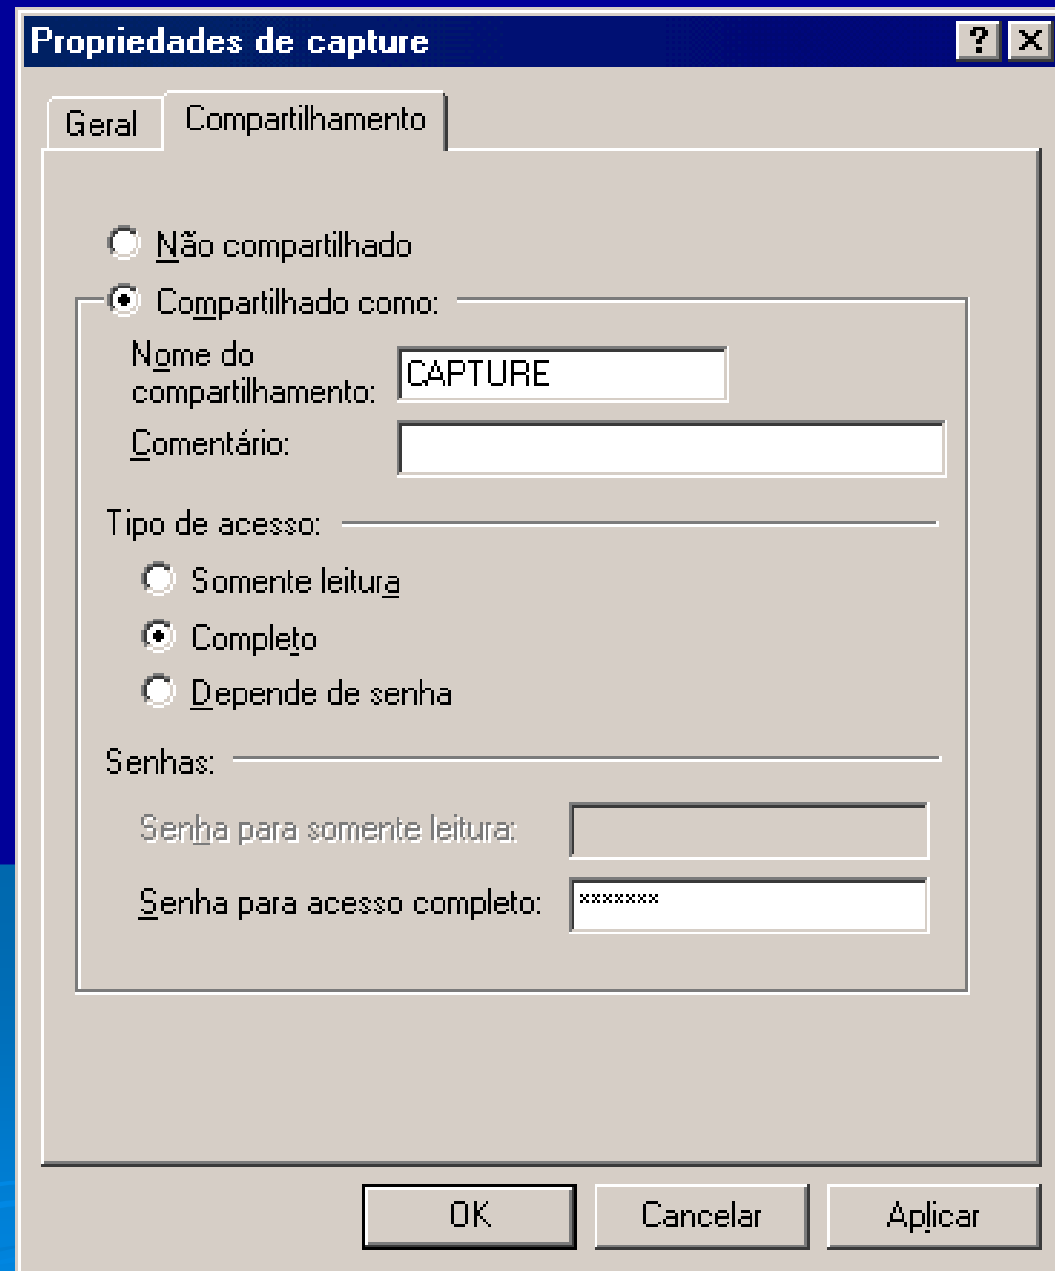 Propriedades de capture
Geral
Compartilhamento
Não compartilhado
Compartilhado como:
Nome do
compartilhamento:
CAPTURE
Comentário:
Tipo de acesso:
Somente leitura
Completo
Depende de senha
Senhas:
Senha para somente leitura:
Senha para acesso completo:
xxxxxxx
OK
Cancelar
Aplicar